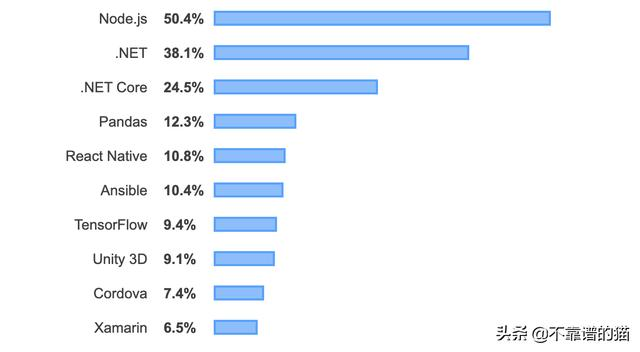 Node.js 50.4%
.NET 38.1%
.NET Core 24.5%
Pandas 12.3%
React Native 10.8%
Ansible 10.4%
TensorFlow 9.4%
Unity 3D 9.1%
Cordova 7.4%
Xamarin 6.5%
头条 @不靠谱的猫